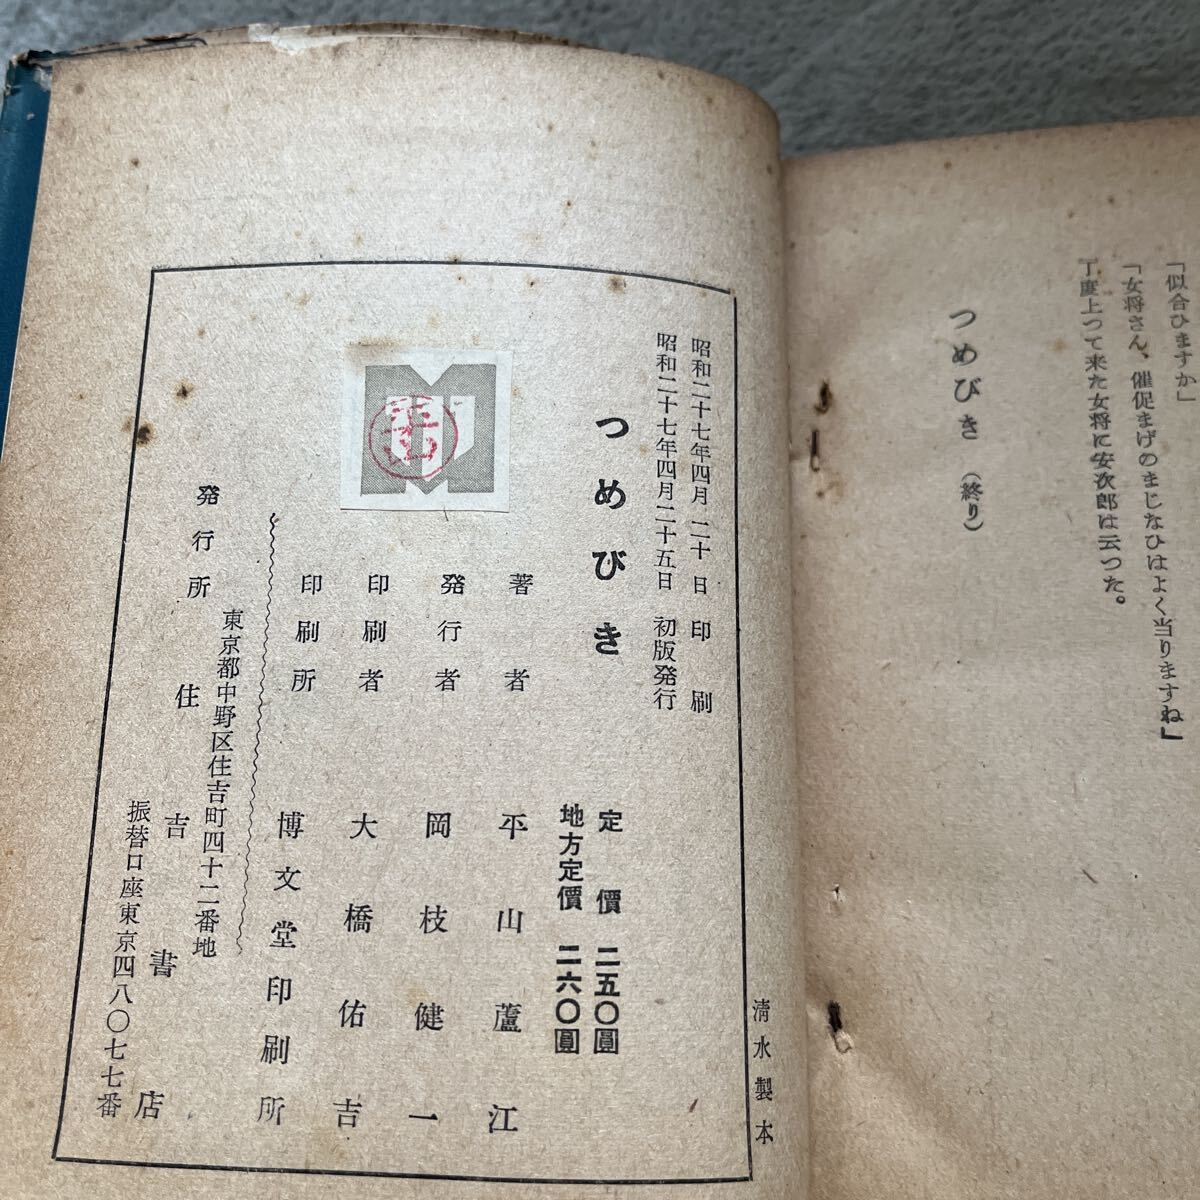 「似合ひますか」
「女将さん、催促まげのまじなひはよく当りますね」
丁度上つて来た女将に安次郎は云つた。
つめびき （終り）
清水製本
昭和二十七年四月二十日印刷
昭和二十七年四月二十五日 初版発行
つめびき
定價 二五〇圓
地方定價 二六〇圓
著者 平山蘆江
発行者 岡枝健一
印刷者 大橋佑吉
印刷所 博文堂印刷所
東京都中野区住吉町四十二番地
発行所 住吉書店
振替口座東京四八〇七七番